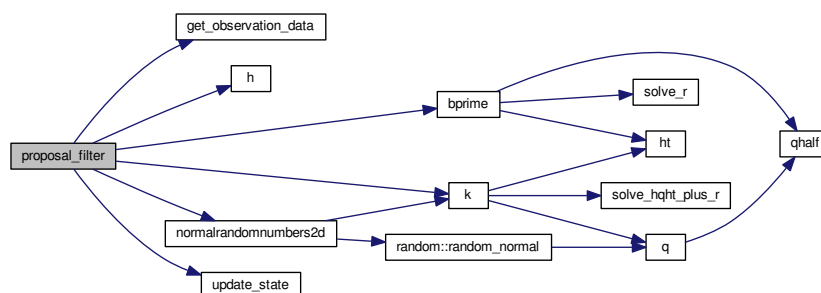 get_observation_data
h
bprime
solve_r
ht
qhalf
proposal_filter
k
solve_hqht_plus_r
normalrandomnumbers2d
random::random_normal
q
update_state